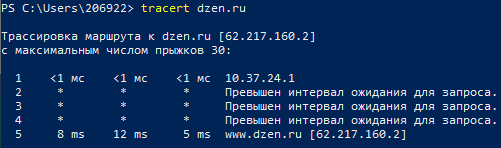 PS C:\Users\206922> tracert dzen.ru
Трассировка маршрута к dzen.ru [62.217.160.2]
с максимальным числом прыжков 30:
1 <1 мс <1 мс <1 мс 10.37.24.1
2 * * * Превышен интервал ожидания для запроса.
3 * * * Превышен интервал ожидания для запроса.
4 * * * Превышен интервал ожидания для запроса.
5 8 ms 12 ms 5 ms www.dzen.ru [62.217.160.2]